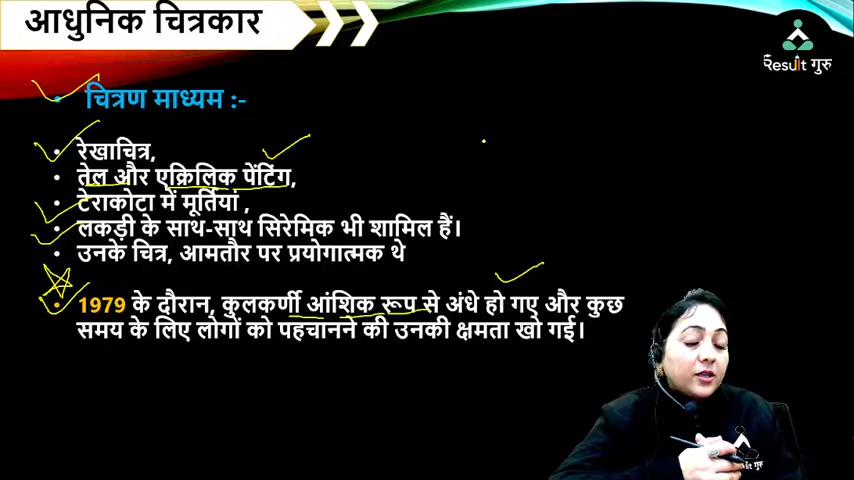 आधुनिक चित्रकार
Result गुरु
चित्रण माध्यम :-
रेखाचित्र,
तेल और एक्रिलिक पेंटिंग,
टेराकोटा में मूर्तियां ,
लकड़ी के साथ-साथ सिरेमिक भी शामिल हैं।
उनके चित्र, आमतौर पर प्रयोगात्मक थे
1979 के दौरान, कुलकर्णी आंशिक रूप से अंधे हो गए और कुछ
समय के लिए लोगों को पहचानने की उनकी क्षमता खो गई।